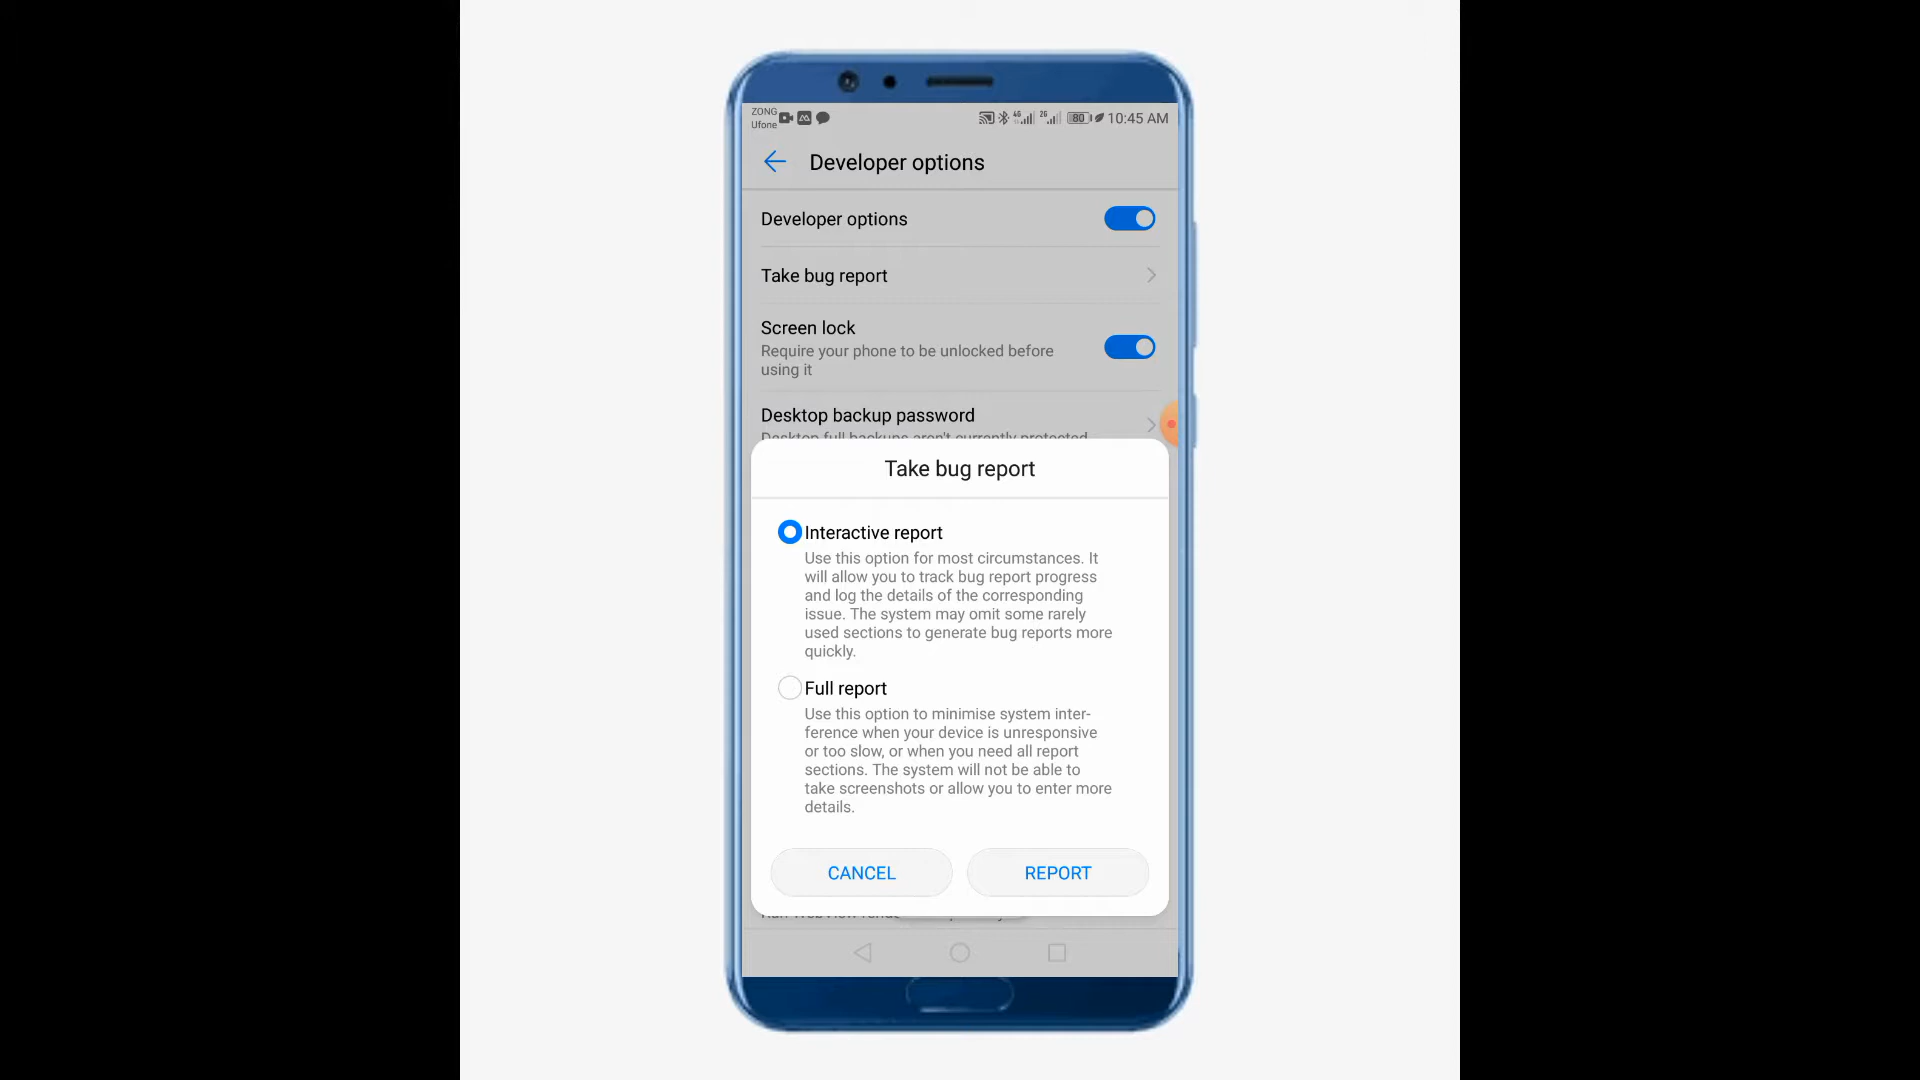 ZONG
Ufone
4G
2G
80
10:45 AM
Developer options
Developer options
Take bug report
Screen lock
Require your phone to be unlocked before
using it
Desktop backup password
Desktop full backups aren't currently protected
Take bug report
Interactive report
Use this option for most circumstances. It
will allow you to track bug report progress
and log the details of the corresponding
issue. The system may omit some rarely
used sections to generate bug reports more
quickly.
Full report
Use this option to minimise system inter-
ference when your device is unresponsive
or too slow, or when you need all report
sections. The system will not be able to
take screenshots or allow you to enter more
details.
CANCEL
REPORT